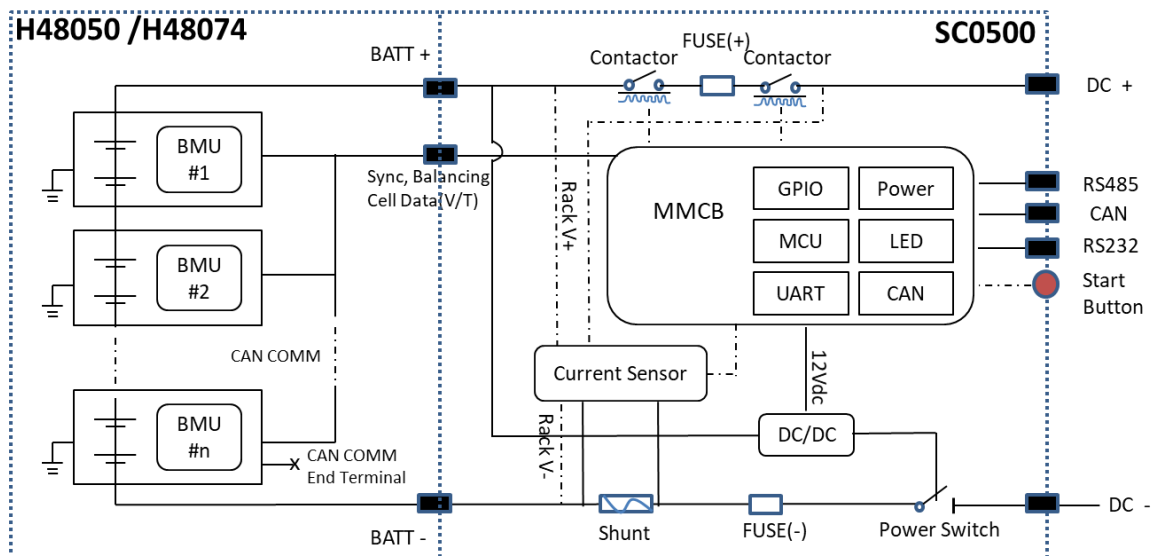 H48050 /H48074
SC0500
BATT +
FUSE(+)
Contactor
Contactor
DC +
BMU
#1
Sync, Balancing
Cell Data(V/T)
Rack V+
MMCB
GPIO
Power
MCU
LED
UART
CAN
RS485
CAN
RS232
Start
Button
BMU
#2
CAN COMM
Current Sensor
12Vdc
BMU
#n
CAN COMM
End Terminal
Rack V-
DC/DC
BATT -
Shunt
FUSE(-)
Power Switch
DC -